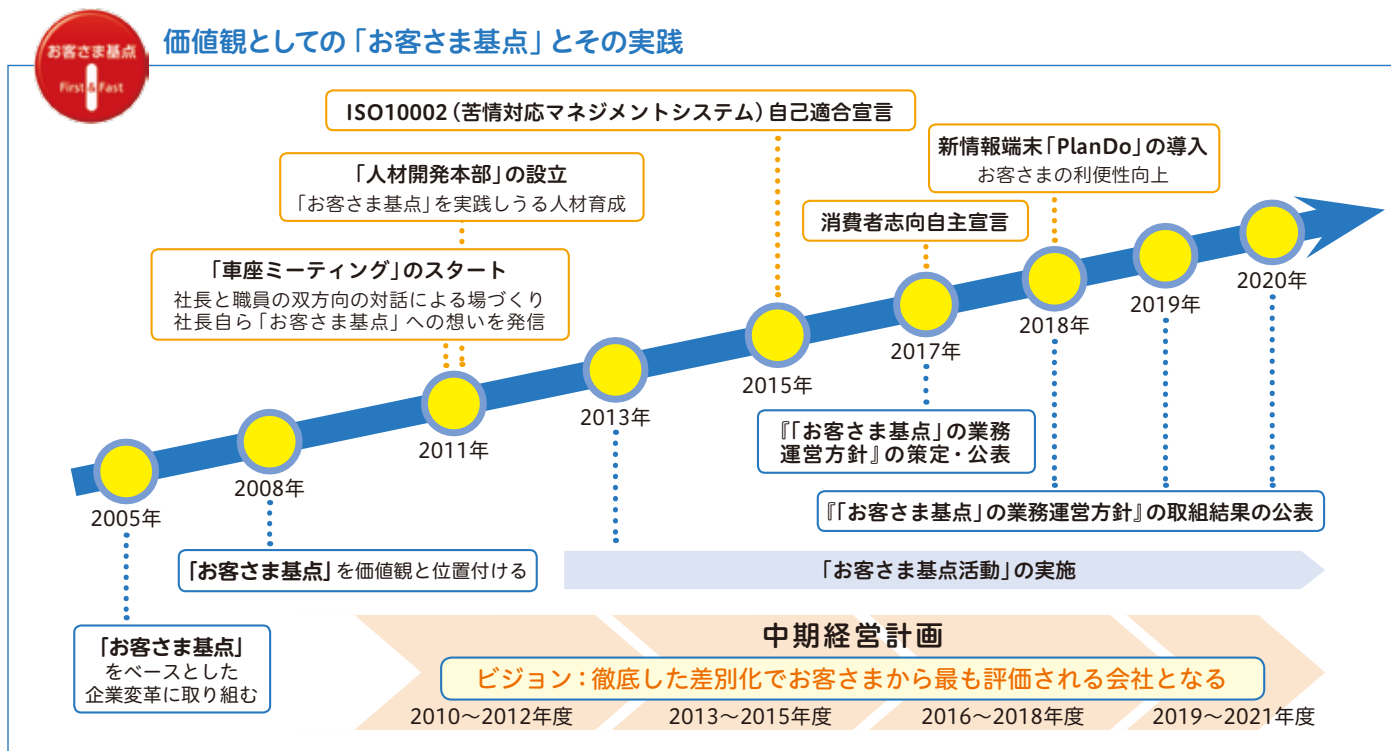 お客さま基点
First & Fast
価値観としての「お客さま基点」とその実践
ISO10002（苦情対応マネジメントシステム）自己適合宣言
「人材開発本部」の設立
「お客さま基点」を実践しうる人材育成
「車座ミーティング」のスタート
社長と職員の双方向の対話による場づくり
社長自ら「お客さま基点」への想いを発信
新情報端末「PlanDo」の導入
お客さまの利便性向上
消費者志向自主宣言
2005年
2008年
2011年
2013年
2015年
2017年
2018年
2019年
2020年
『「お客さま基点」の業務
運営方針』の策定・公表
『「お客さま基点」の業務運営方針』の取組結果の公表
「お客さま基点」を価値観と位置付ける
「お客さま基点活動」の実施
「お客さま基点」
をベースとした
企業変革に取り組む
中期経営計画
ビジョン：徹底した差別化でお客さまから最も評価される会社となる
2010～2012年度
2013～2015年度
2016～2018年度
2019～2021年度